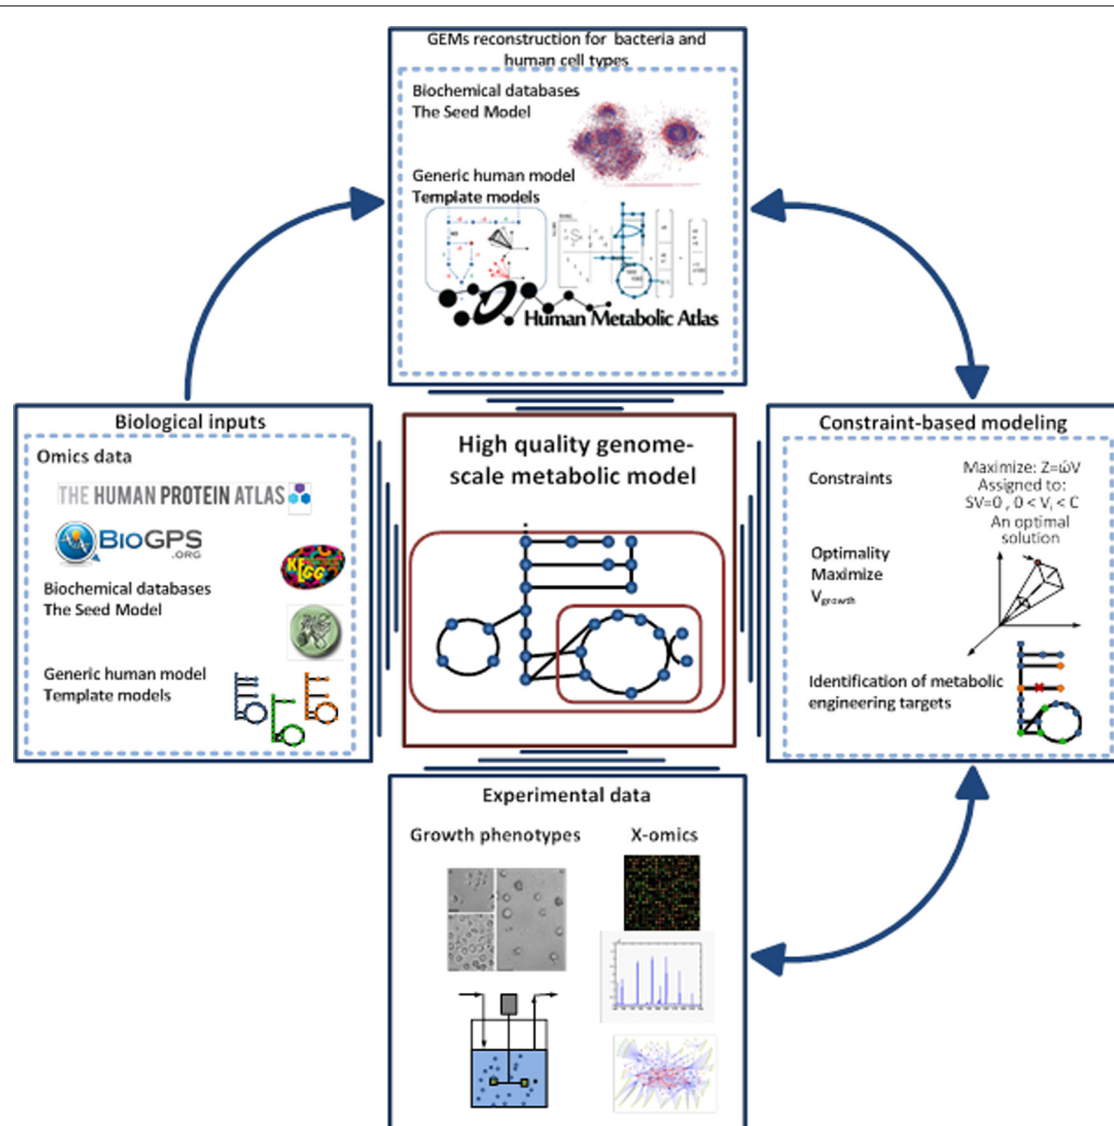 GEMs reconstruction for bacteria and
human cell types
Biochemical databases
The Seed Model
Generic human model
Template models
Human Metabolic Atlas
Biological inputs
Omics data
THE HUMAN PROTEIN ATLAS
BIOGPS
.ORG
KEGG
Biochemical databases
The Seed Model
Generic human model
Template models
High quality genome-
scale metabolic model
Constraint-based modeling
Constraints
Maximize: Z=ώV
Assigned to:
SV=0 , 0 < Vᵢ < C
An optimal
solution
Optimality
Maximize
Vgrowth
Identification of metabolic
engineering targets
Experimental data
Growth phenotypes
X-omics